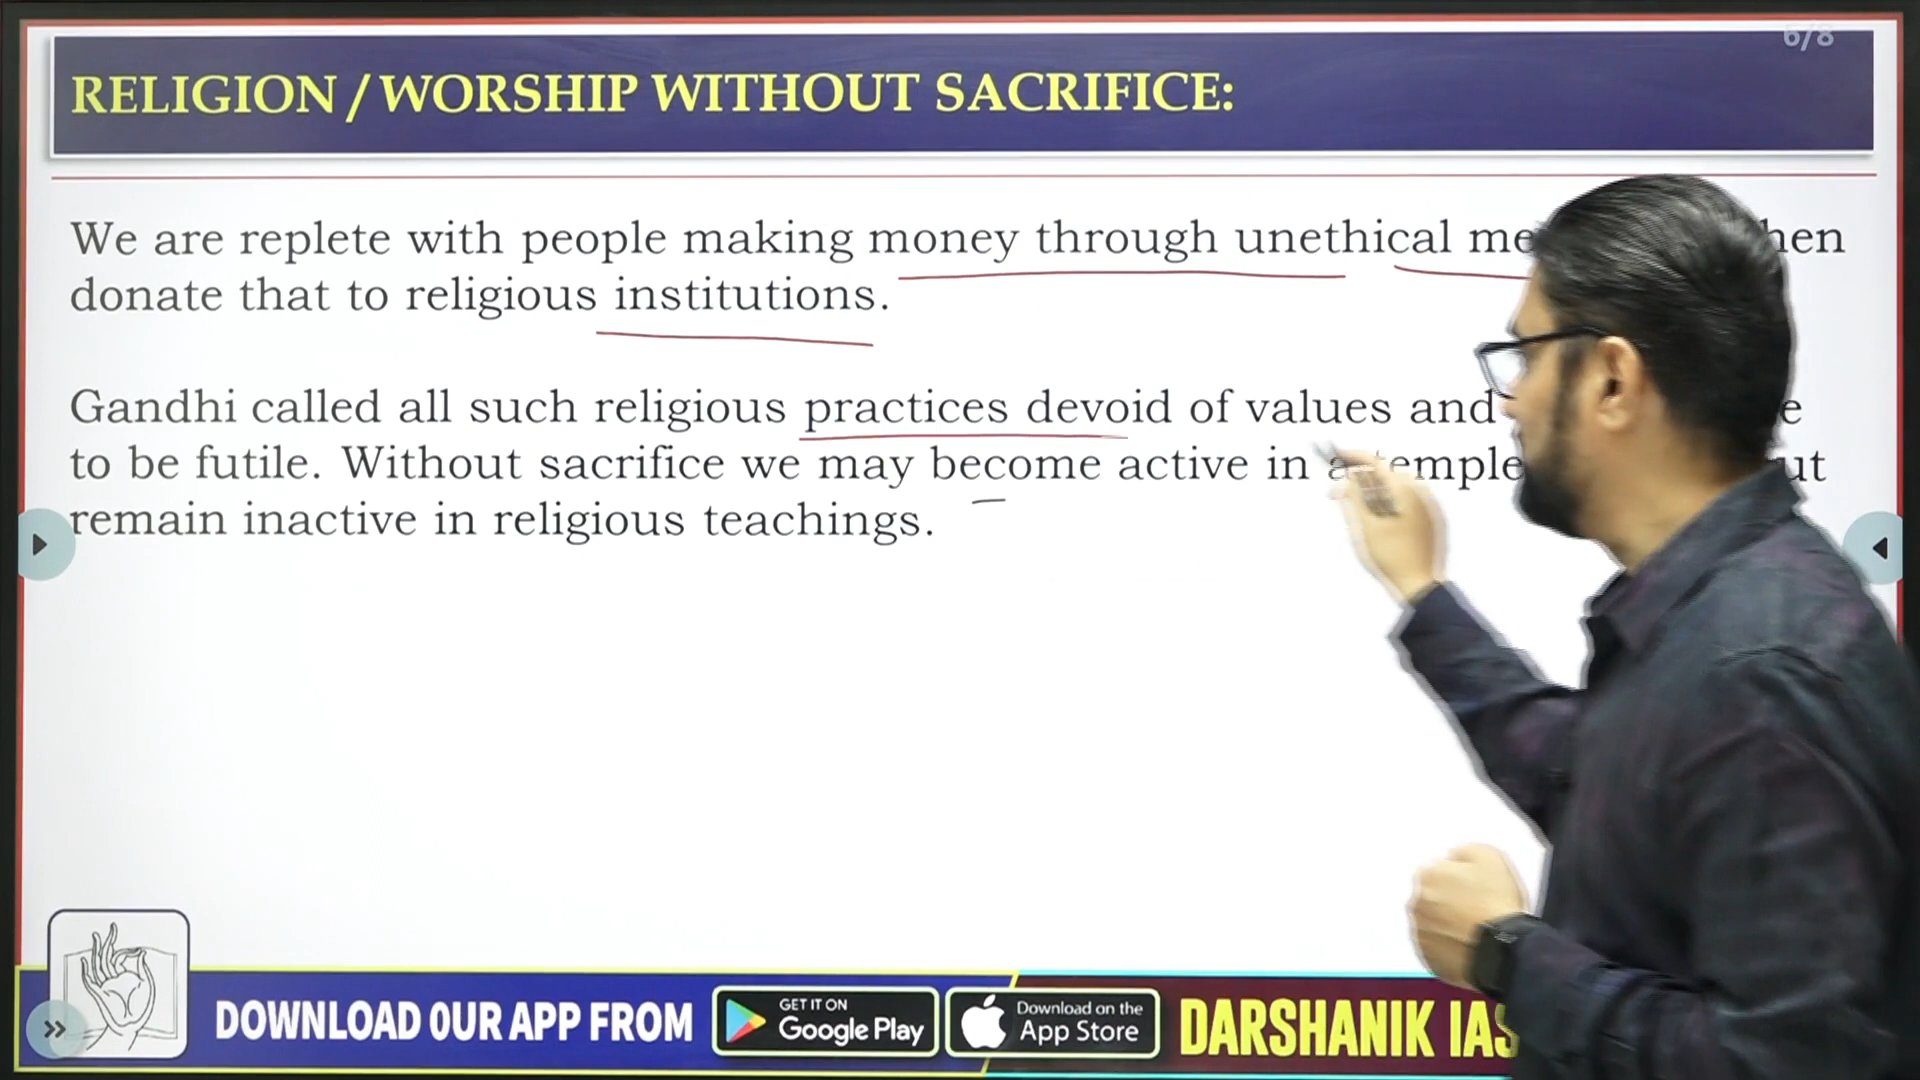 6/8
RELIGION / WORSHIP WITHOUT SACRIFICE:
We are replete with people making money through unethical
donate that to religious institutions.
Gandhi called all such religious practices devoid of values and
to be futile. Without sacrifice we may become active in
remain inactive in religious teachings.
DOWNLOAD OUR APP FROM GET IT ON Google Play Download on the App Store DARSHANIK IAS